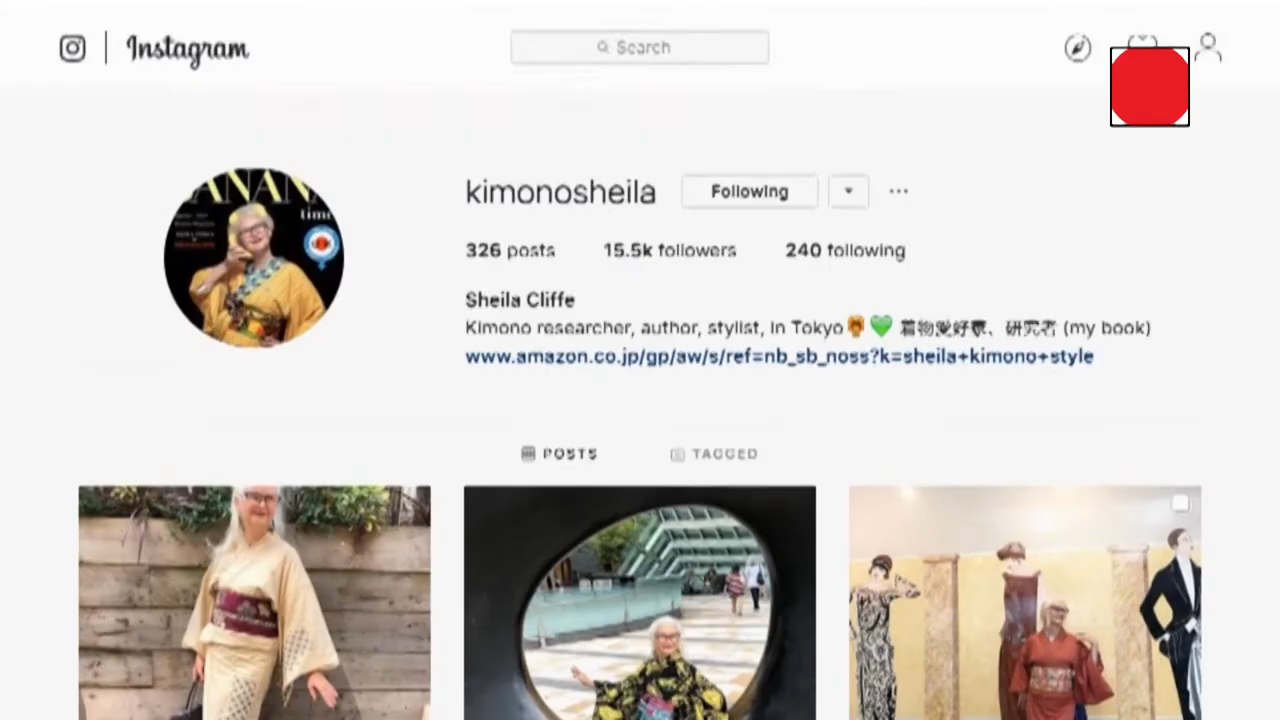 Instagram
Search
kimonosheila Following
326 posts 15.5k followers 240 following
Sheila Cliffe
Kimono researcher, author, stylist, in Tokyo🦁💚 着物愛好家、研究者 (my book)
www.amazon.co.jp/gp/aw/s/ref=nb_sb_noss?k=sheila+kimono+style
POSTS TAGGED
time